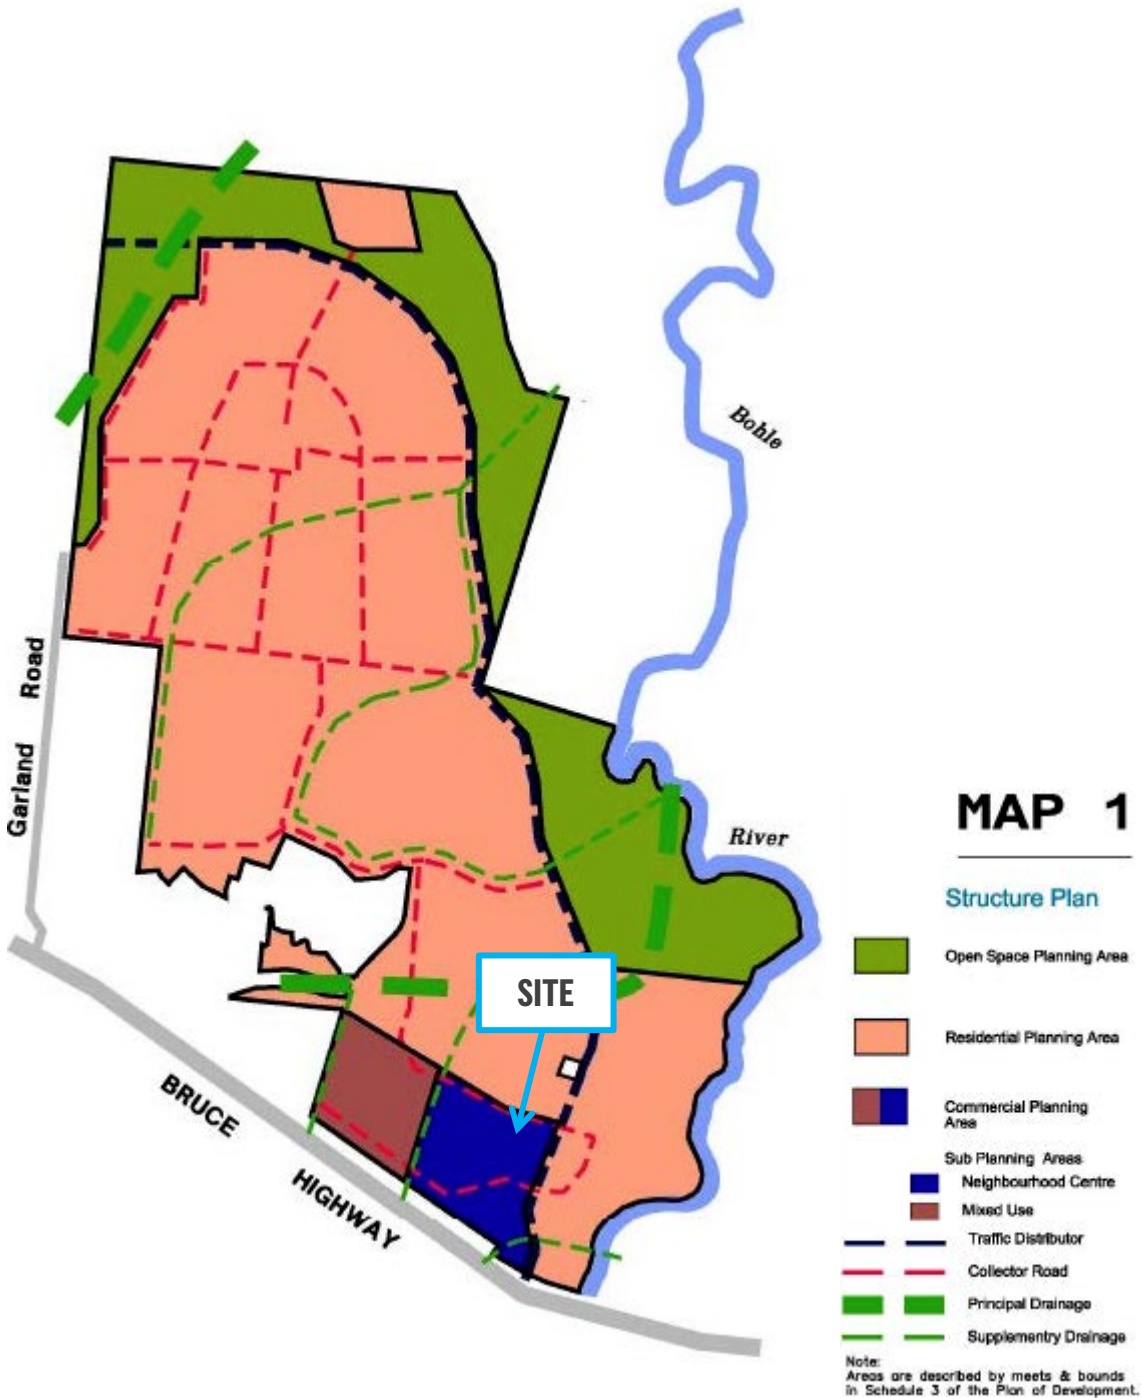 Bohle
Road
Garland
River
SITE
BRUCE
HIGHWAY
MAP 1
Structure Plan
Open Space Planning Area
Residential Planning Area
Commercial Planning
Area
Sub Planning Areas
Neighbourhood Centre
Mixed Use
Traffic Distributor
Collector Road
Principal Drainage
Supplementry Drainage
Note:
Areas are described by meets & bounds
in Schedule 3 of the Plan of Development.